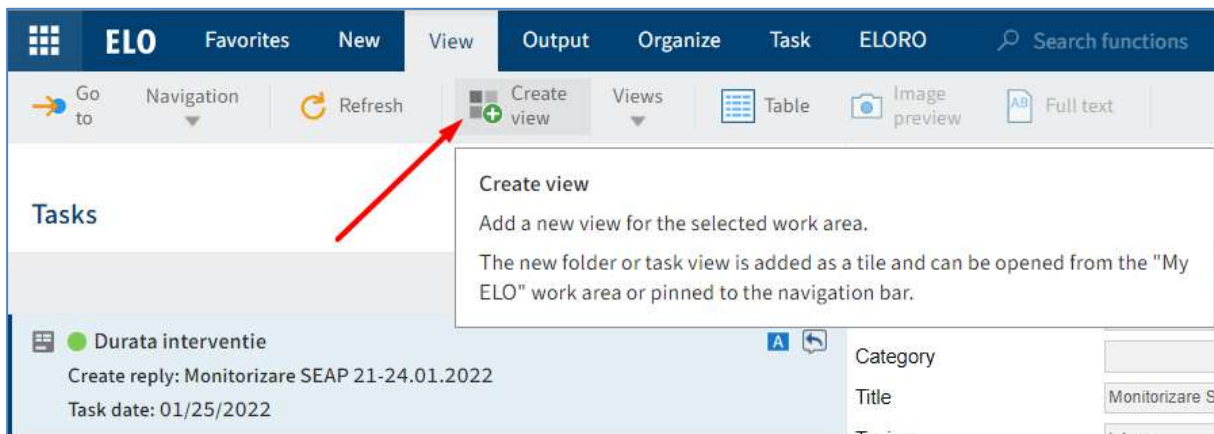 ELO Favorites New View Output Organize Task ELORO Search functions
Go to Navigation Refresh Create view Views Table Image preview AB Full text
Create view
Add a new view for the selected work area.
The new folder or task view is added as a tile and can be opened from the "My
ELO" work area or pinned to the navigation bar.
Tasks
Durata interventie A
Create reply: Monitorizare SEAP 21-24.01.2022
Task date: 01/25/2022
Category
Title Monitorizare S